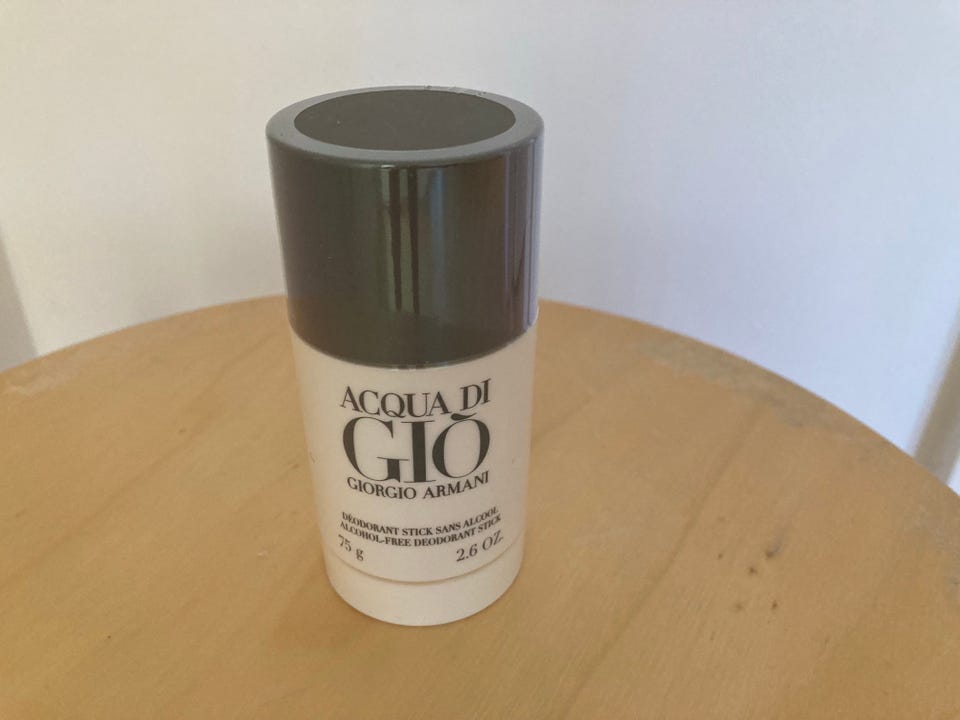 ACQUA DI
GIÒ
GIORGIO ARMANI
DÉODORANT STICK SANS ALCOOL
ALCOHOL-FREE DEODORANT STICK
75 g 2.6 OZ.